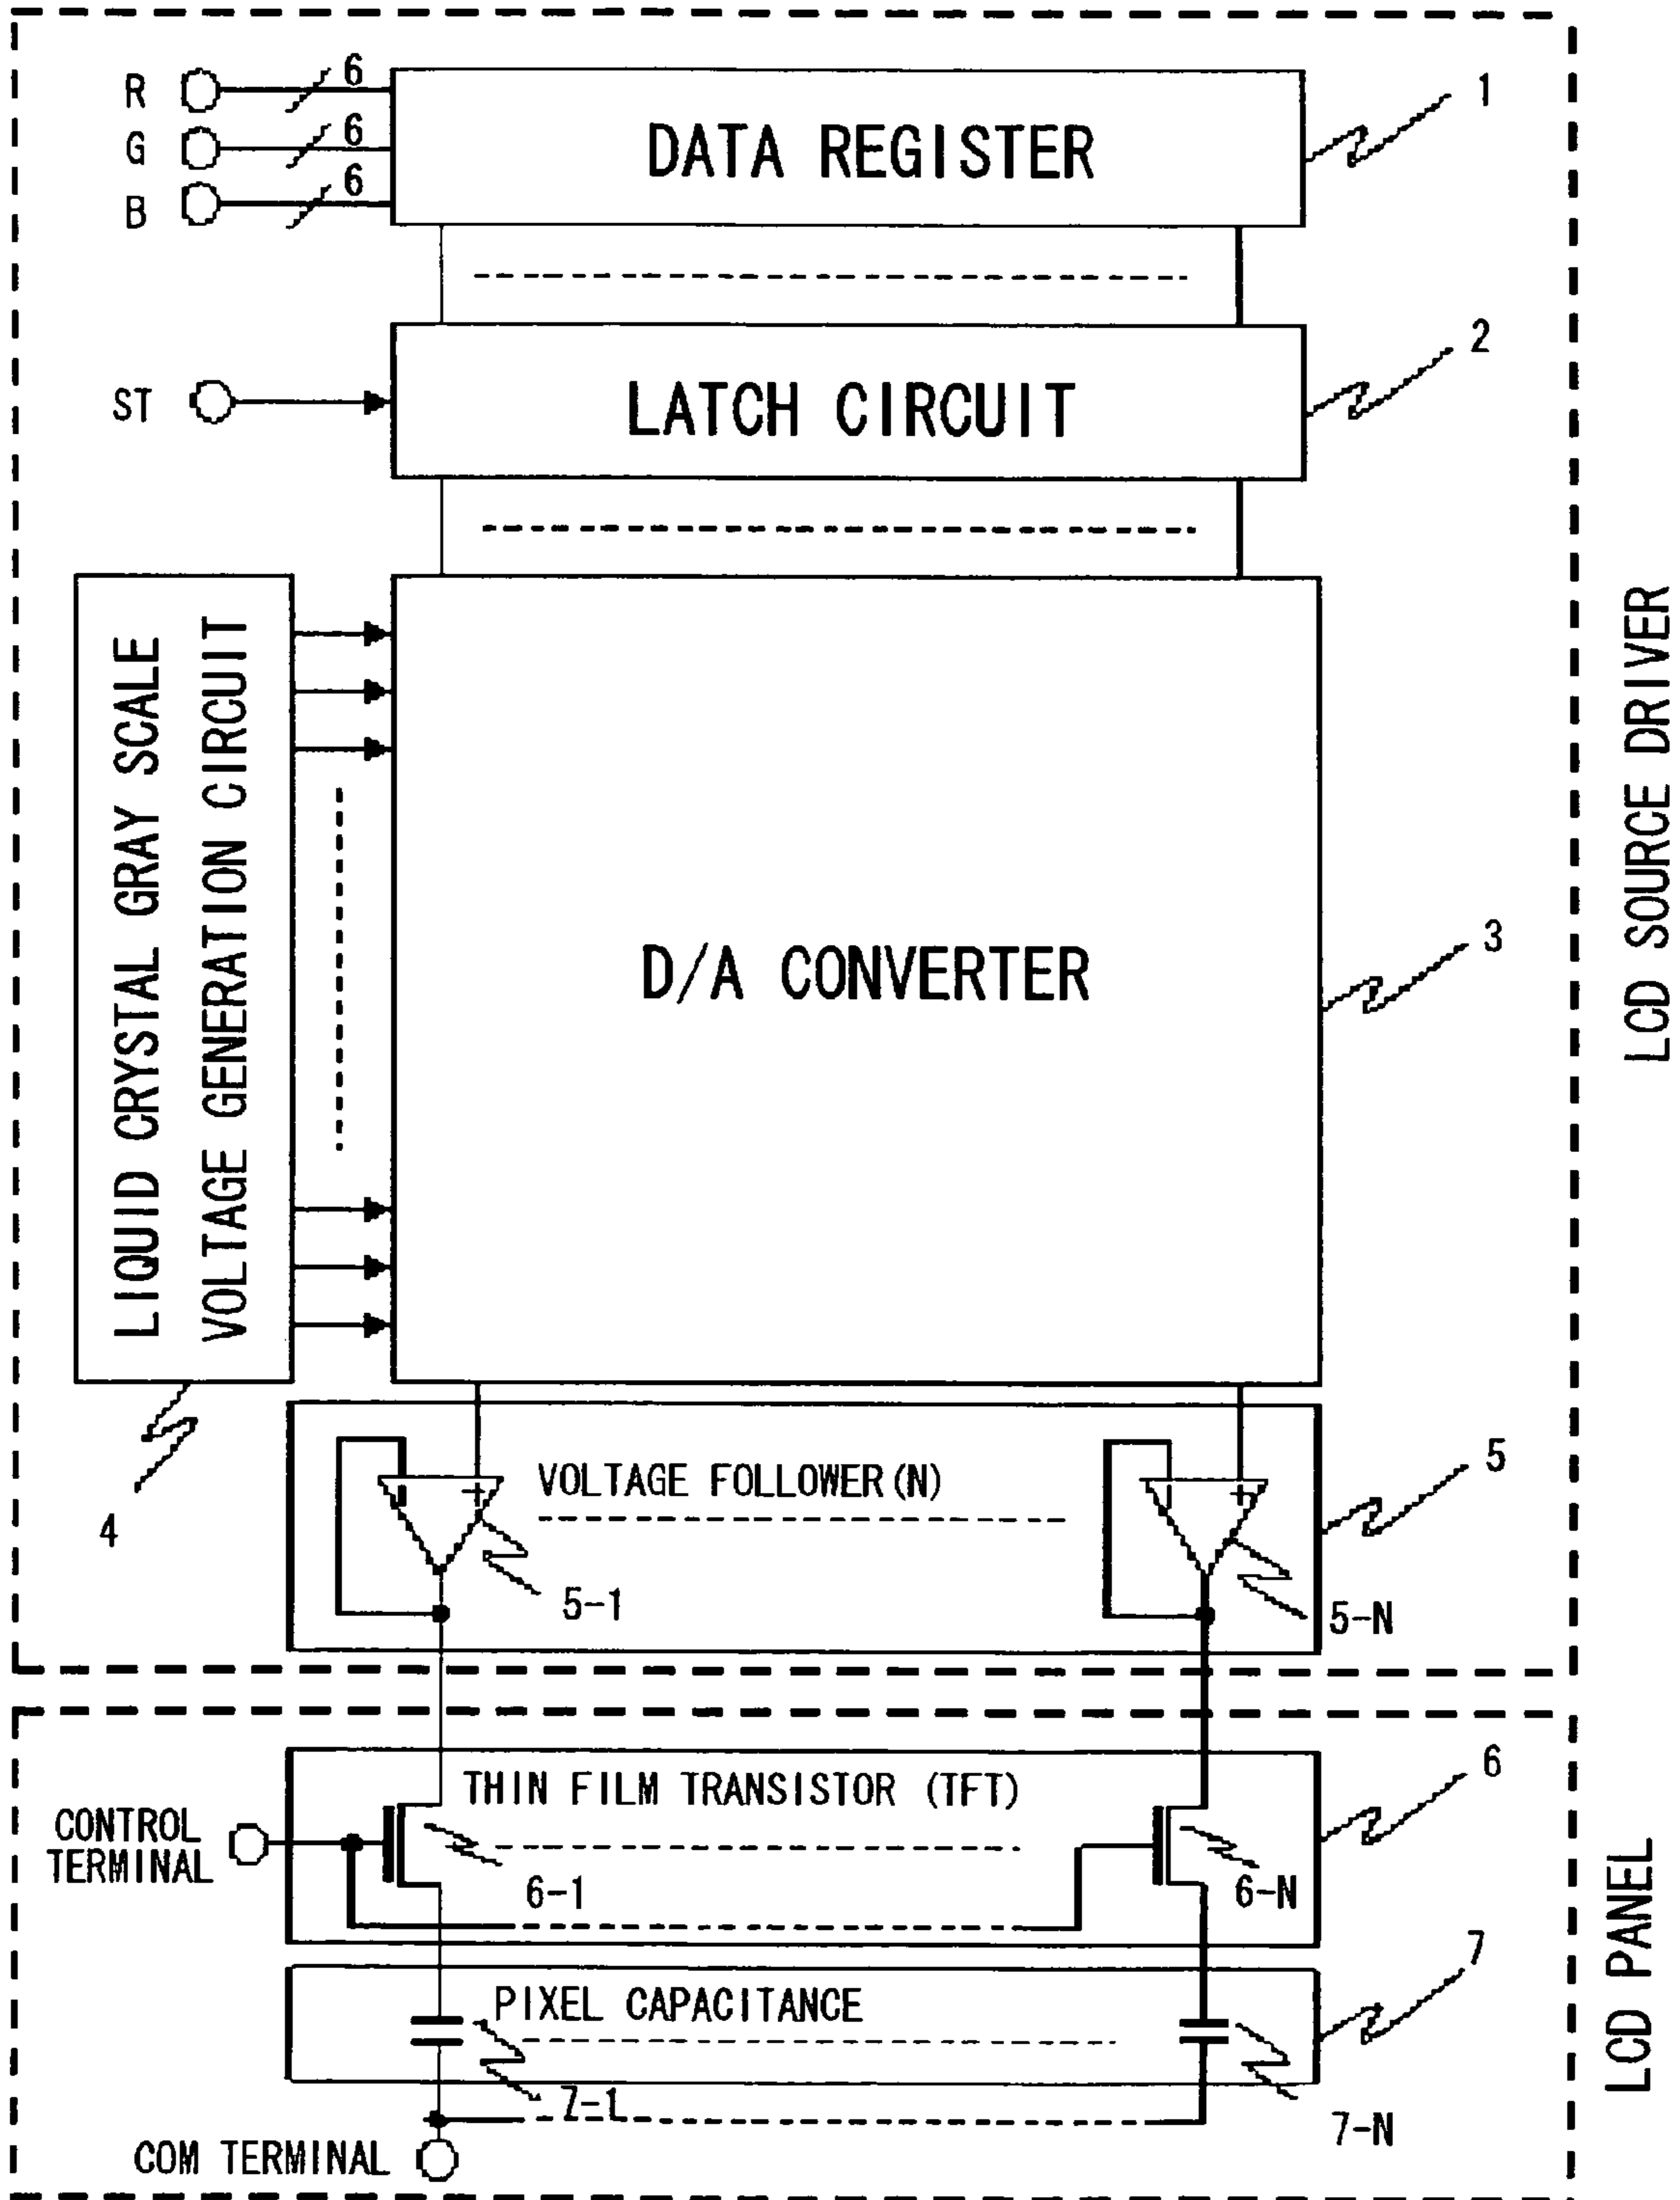 R
6
G
6
B
6
DATA REGISTER
1
ST
LATCH CIRCUIT
2
LIQUID CRYSTAL GRAY SCALE
VOLTAGE GENERATION CIRCUIT
4
D/A CONVERTER
3
LCD SOURCE DRIVER
VOLTAGE FOLLOWER(N)
5
-
+
5-1
-
+
5-N
THIN FILM TRANSISTOR (TFT)
6
CONTROL
TERMINAL
6-1
6-N
LCD PANEL
PIXEL CAPACITANCE
7
7-1
7-N
COM TERMINAL